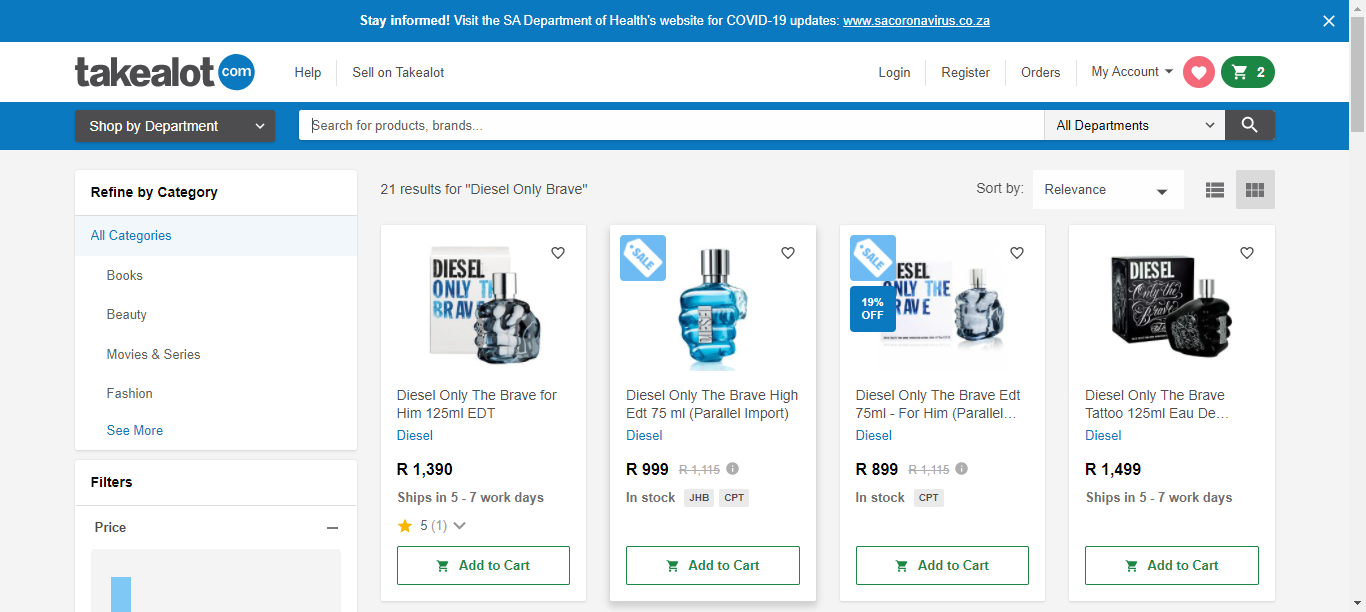 Stay informed! Visit the SA Department of Health's website for COVID-19 updates: www.sacoronavirus.co.za
takealot com
Help
Sell on Takealot
Login
Register
Orders
My Account
2
Shop by Department
Search for products, brands...
All Departments
Refine by Category
All Categories
Books
Beauty
Movies & Series
Fashion
See More
Filters
Price
21 results for "Diesel Only Brave"
Sort by:
Relevance
DIESEL
ONLY THE
BRAVE
Diesel Only The Brave for
Him 125ml EDT
Diesel
R 1,390
Ships in 5 - 7 work days
5 (1)
Add to Cart
SALE
DIESEL
Diesel Only The Brave High
Edt 75 ml (Parallel Import)
Diesel
R 999 R 1,115
In stock JHB CPT
Add to Cart
SALE
19%
OFF
ESEL
THE
RAVE
Diesel Only The Brave Edt
75ml - For Him (Parallel...
Diesel
R 899 R 1,115
In stock CPT
Add to Cart
DIESEL
Only the
Brave
Diesel Only The Brave
Tattoo 125ml Eau De...
Diesel
R 1,499
Ships in 5 - 7 work days
Add to Cart